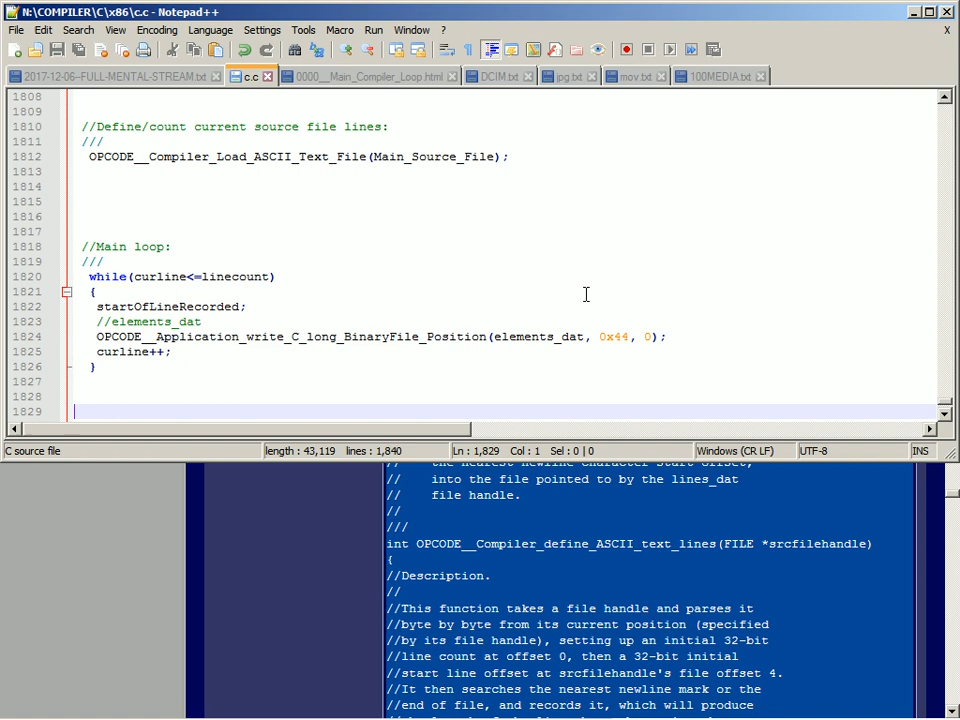 N:\COMPILER\C\x86\c.c - Notepad++
File Edit Search View Encoding Language Settings Tools Macro Run Window ? X
2017-12-06--FULL-MENTAL-STREAM.txt c.c 0000__Main_Compiler_Loop.html DCIM.txt jpg.txt mov.txt 100MEDIA.txt
1808
1809
1810 //Define/count current source file lines:
1811 ///
1812 OPCODE__Compiler_Load_ASCII_Text_File(Main_Source_File);
1813
1814
1815
1816
1817
1818 //Main loop:
1819 ///
1820 while(curline<=linecount)
1821 {
1822 startOfLineRecorded;
1823 //elements_dat
1824 OPCODE__Application_write_C_long_BinaryFile_Position(elements_dat, 0x44, 0);
1825 curline++;
1826 }
1827
1828
1829
C source file length : 43,119 lines : 1,840 Ln : 1,829 Col : 1 Sel : 0 | 0 Windows (CR LF) UTF-8 INS
// the nearest newline character start offset,
// into the file pointed to by the lines_dat
// file handle.
//
///
int OPCODE__Compiler_define_ASCII_text_lines(FILE *srcfilehandle)
{
//Description.
//
//This function takes a file handle and parses it
//byte by byte from its current position (specified
//by its file handle), setting up an initial 32-bit
//line count at offset 0, then a 32-bit initial
//start line offset at srcfilehandle's file offset 4.
//It then searches the nearest newline mark or the
//end of file, and records it, which will produce